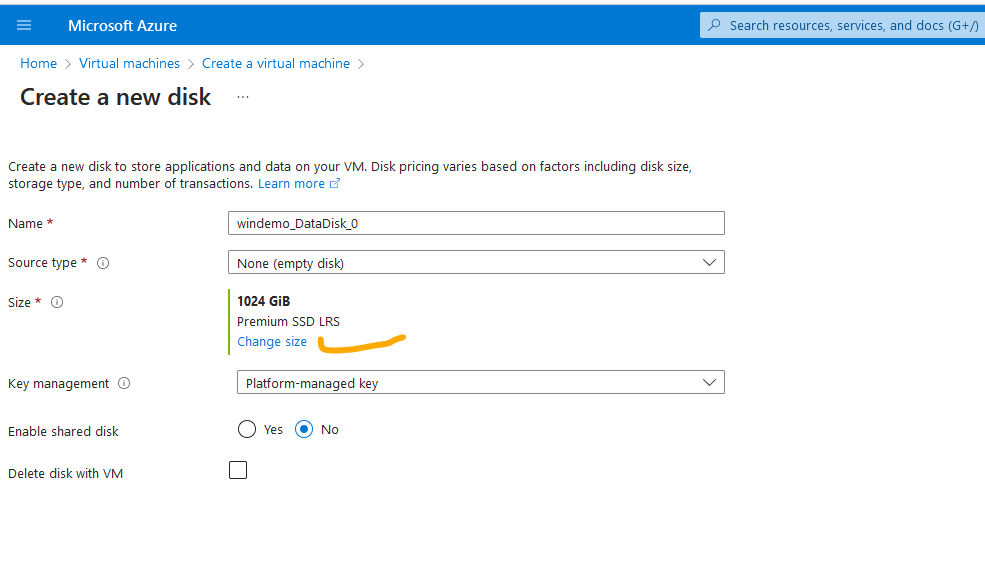 Microsoft Azure
Search resources, services, and docs (G+/)
Home > Virtual machines > Create a virtual machine >
Create a new disk ...
Create a new disk to store applications and data on your VM. Disk pricing varies based on factors including disk size,
storage type, and number of transactions. Learn more
Name *
windemo_DataDisk_0
Source type *
None (empty disk)
Size *
1024 GiB
Premium SSD LRS
Change size
Key management
Platform-managed key
Enable shared disk
Yes No
Delete disk with VM